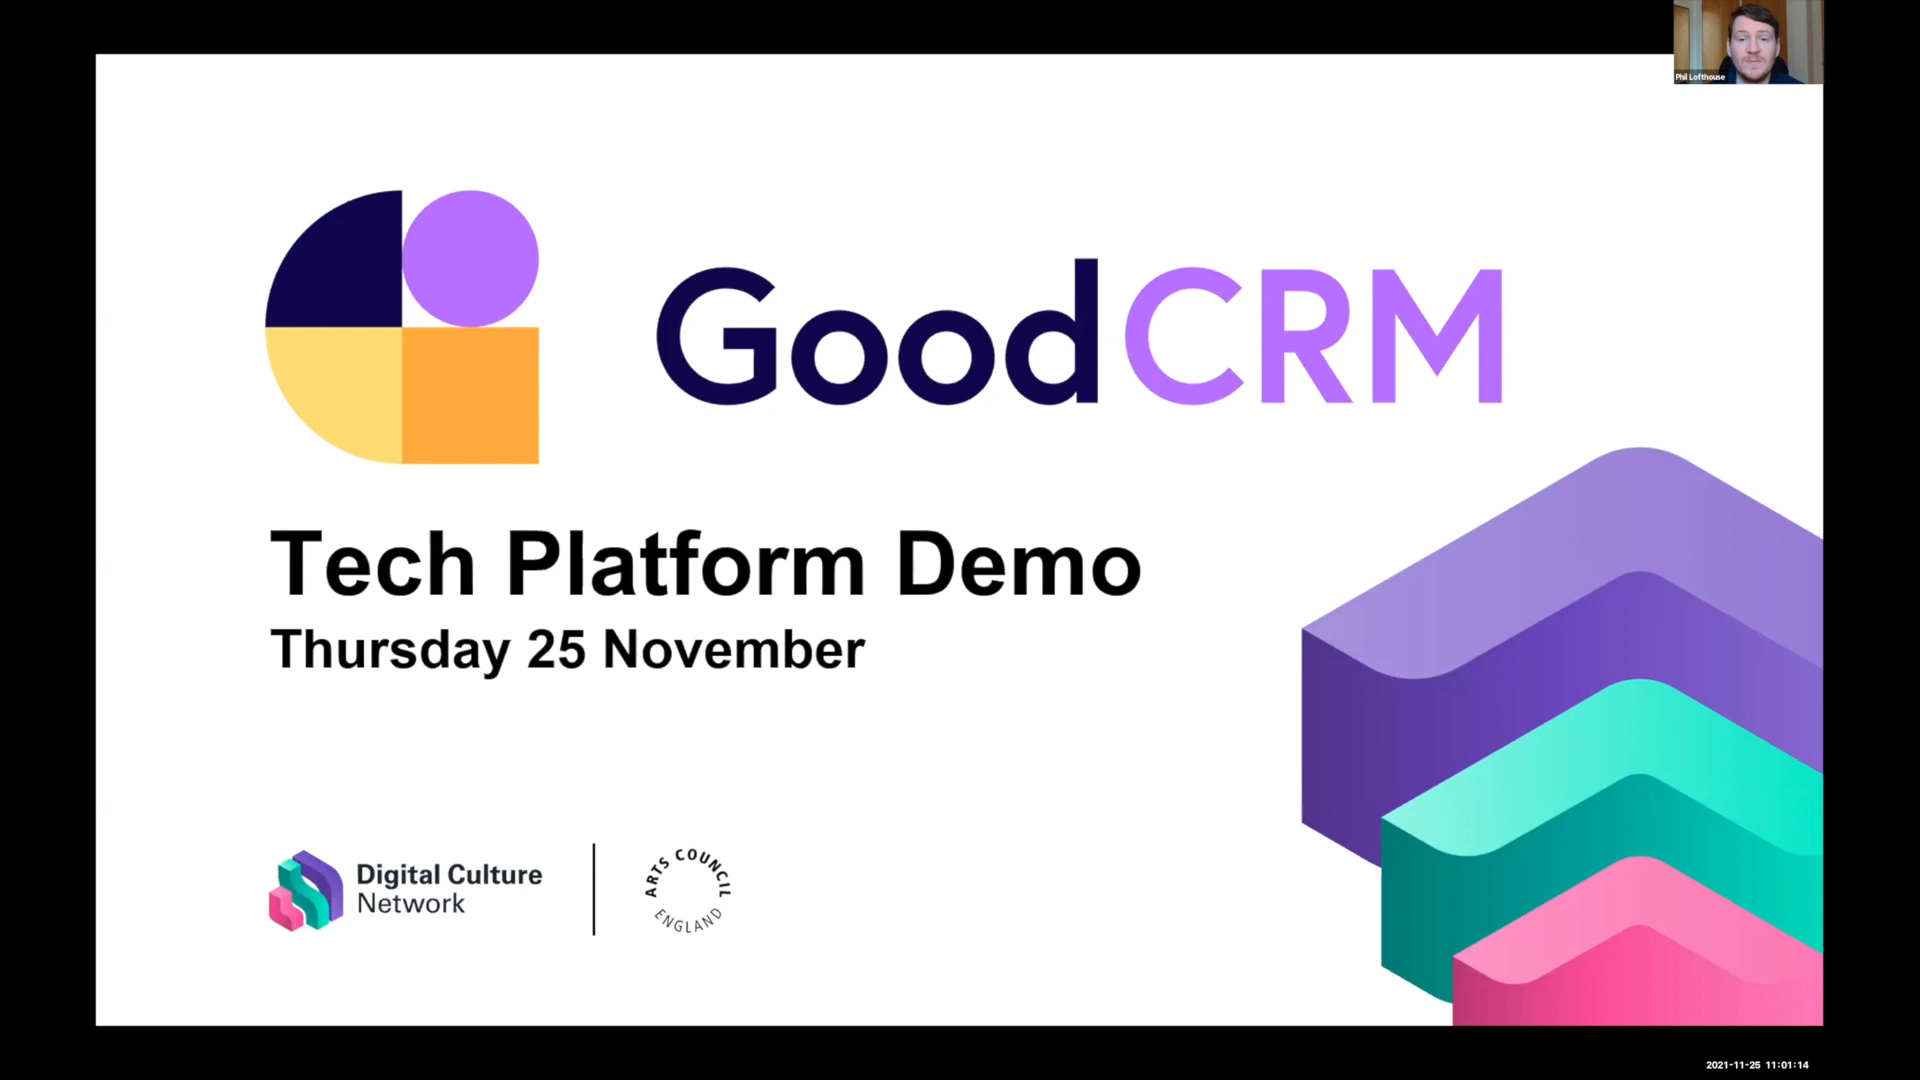 Phil Lofthouse
GoodCRM
Tech Platform Demo
Thursday 25 November
Digital Culture
Network
ARTS COUNCIL
ENGLAND
2021-11-25 11:01:14